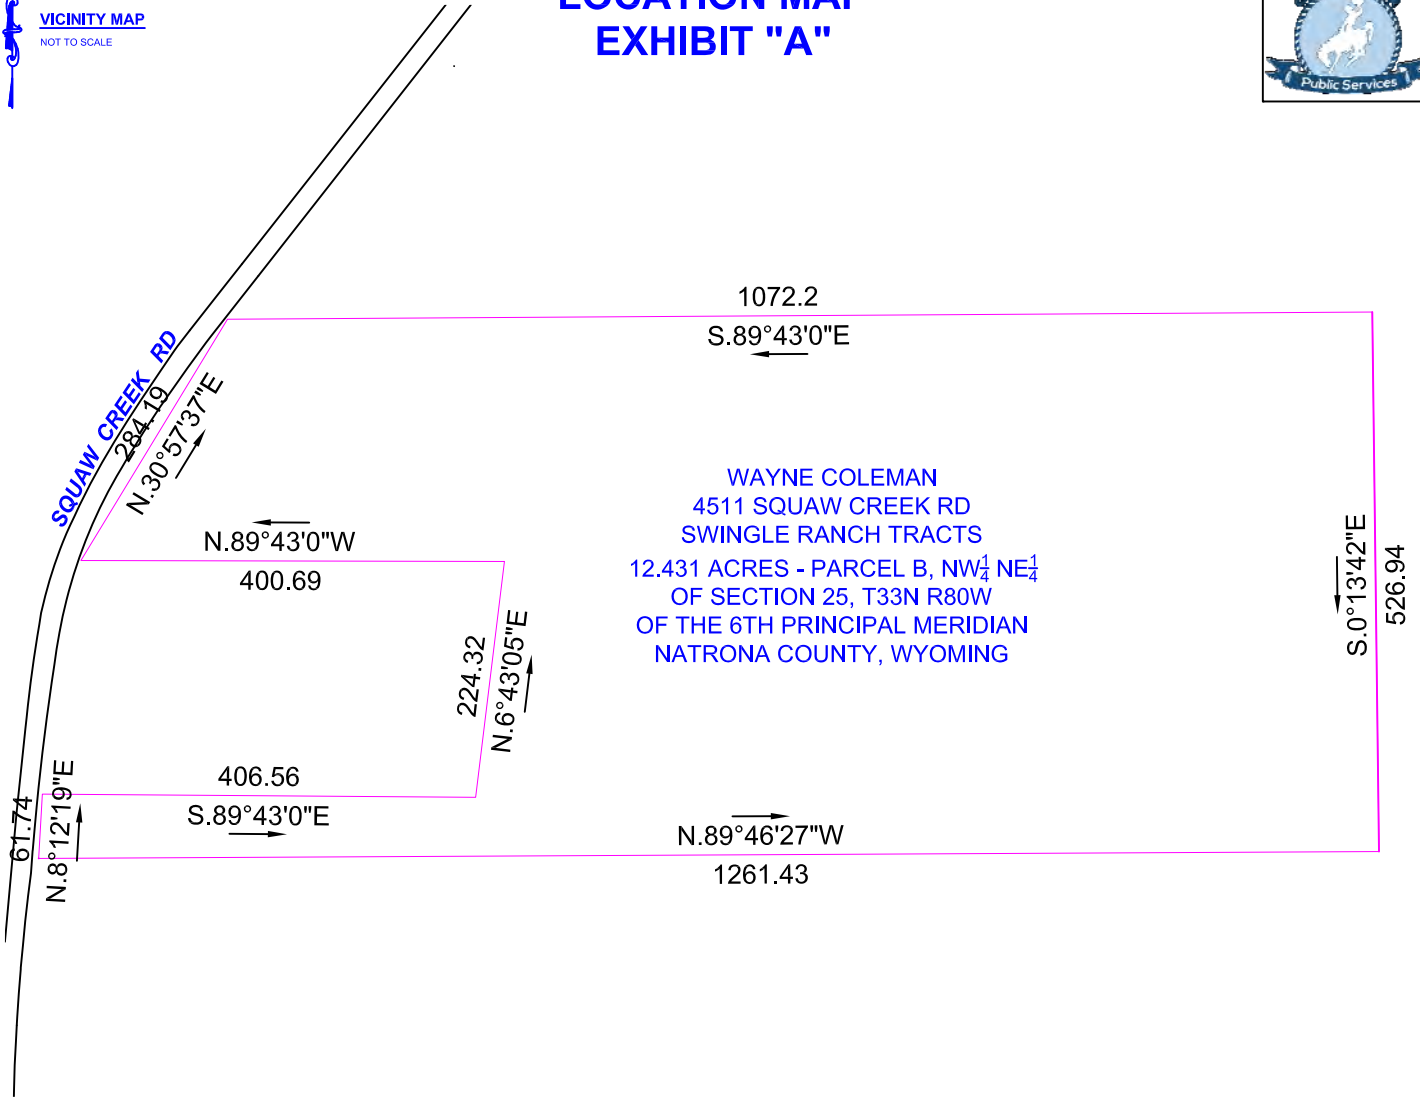 LOCATION MAP
EXHIBIT "A"
VICINITY MAP
NOT TO SCALE
Public Services
1072.2
S.89°43'0"E
SQUAW CREEK RD
284.19
N.30°57'37"E
N.89°43'0"W
400.69
WAYNE COLEMAN
4511 SQUAW CREEK RD
SWINGLE RANCH TRACTS
12.431 ACRES - PARCEL B, NW¼ NE¼
OF SECTION 25, T33N R80W
OF THE 6TH PRINCIPAL MERIDIAN
NATRONA COUNTY, WYOMING
S.0°13'42"E
526.94
224.32
N.6°43'05"E
406.56
S.89°43'0"E
61.74
N.8°12'19"E
N.89°46'27"W
1261.43